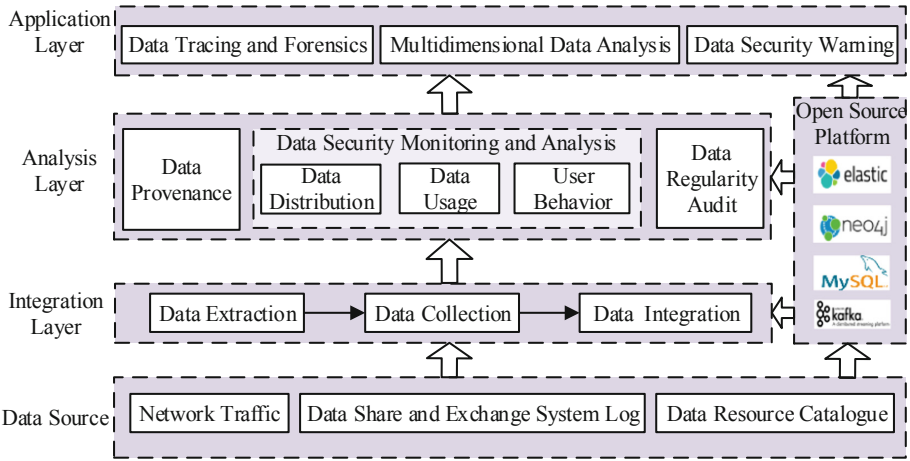 Application
Layer
Data Tracing and Forensics
Multidimensional Data Analysis
Data Security Warning
Analysis
Layer
Data
Provenance
Data Security Monitoring and Analysis
Data
Distribution
Data
Usage
User
Behavior
Data
Regularity
Audit
Open Source
Platform
elastic
neo4j
MySQL
kafka
A distributed streaming platform
Integration
Layer
Data Extraction
Data Collection
Data Integration
Data Source
Network Traffic
Data Share and Exchange System Log
Data Resource Catalogue